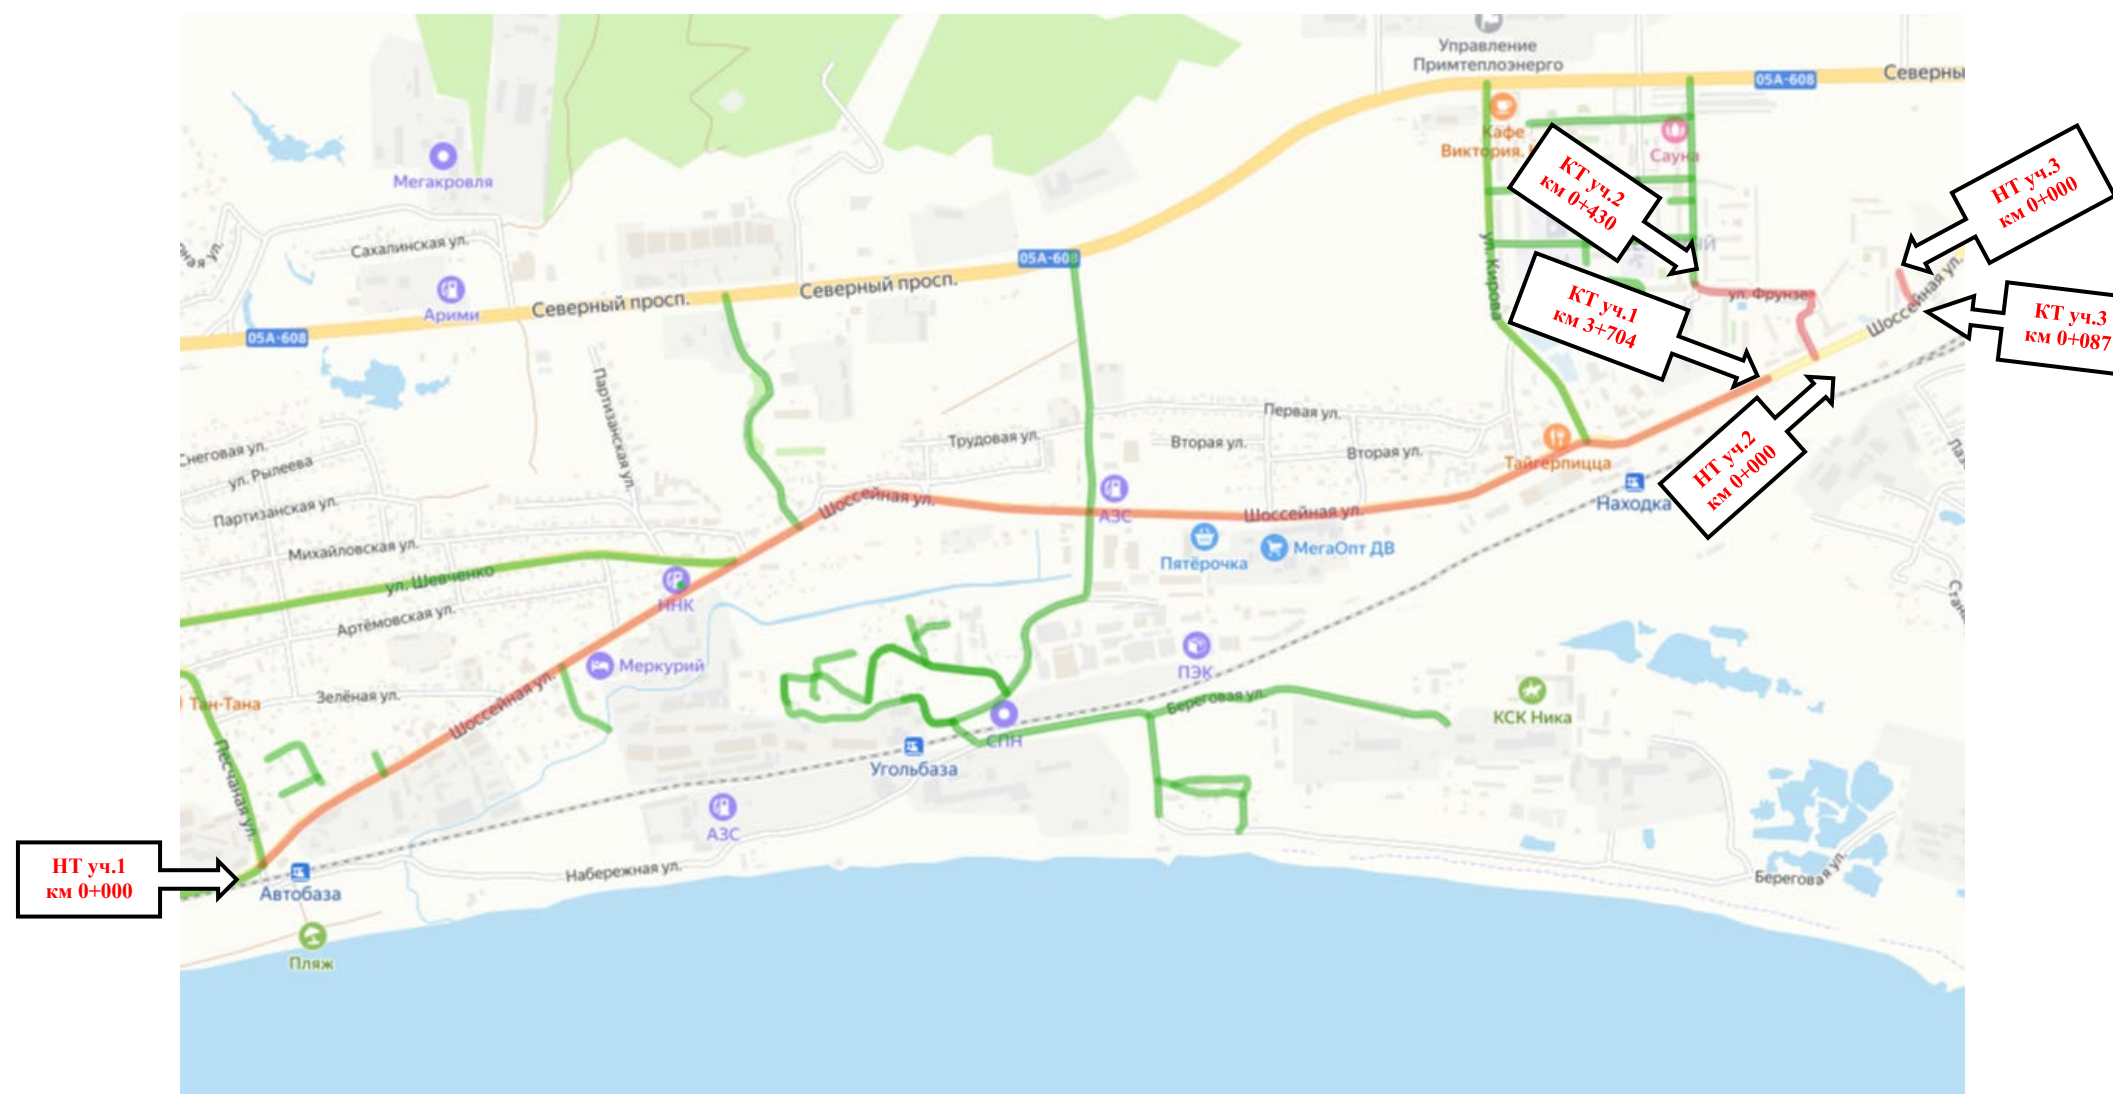 Управление
Примтеплоэнерго
05А-608
Северны
Кафе
Виктория.
Сауна
Мегакровля
КТ уч.2
км 0+430
НТ уч.3
км 0+000
Сахалинская ул.
05А-608
ул. Кирова
Арими
Северный просп.
Северный просп.
КТ уч.1
км 3+704
ул. Фрунзе
Шоссейная ул.
КТ уч.3
км 0+087
05А-608
Партизанская ул.
Первая ул.
Трудовая ул.
Вторая ул.
Вторая ул.
Снеговая ул.
ул. Рылеева
Тайгерпицца
НТ уч.2
км 0+000
Находка
Партизанская ул.
Шоссейная ул.
АЗС
Шоссейная ул.
Михайловская ул.
Пятёрочка
МегаОпт ДВ
ул. Шевченко
ННК
Артёмовская ул.
Меркурий
ПЭК
Тан-Тана
Зелёная ул.
Шоссейная ул.
Береговая ул.
КСК Ника
СПН
Угольбаза
Песчаная ул.
АЗС
НТ уч.1
км 0+000
Автобаза
Набережная ул.
Береговая ул.
Пляж